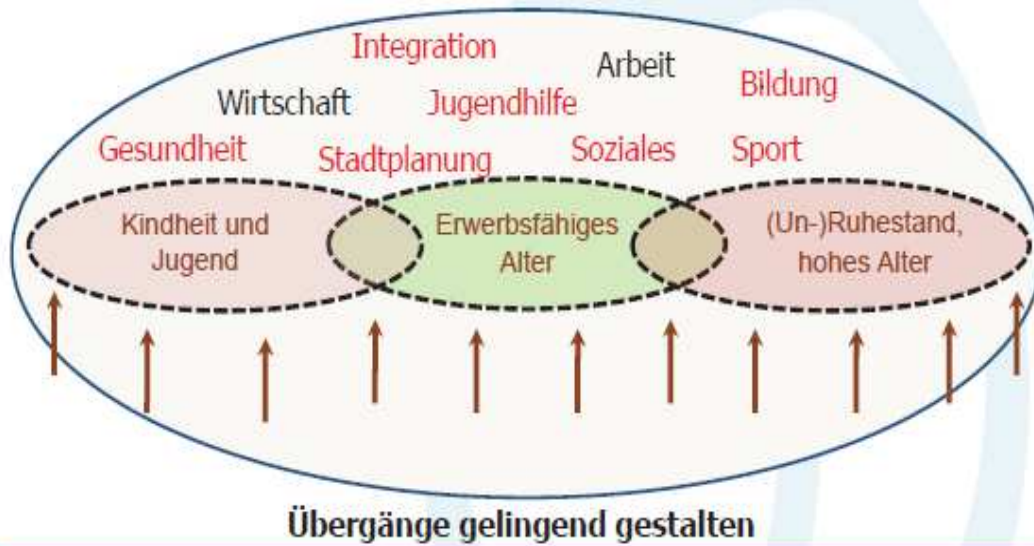 Integration
Arbeit
Bildung
Wirtschaft
Jugendhilfe
Gesundheit
Stadtplanung
Soziales
Sport
Kindheit und
Jugend
Erwerbsfähiges
Alter
(Un-)Ruhestand,
hohes Alter
Übergänge gelingend gestalten